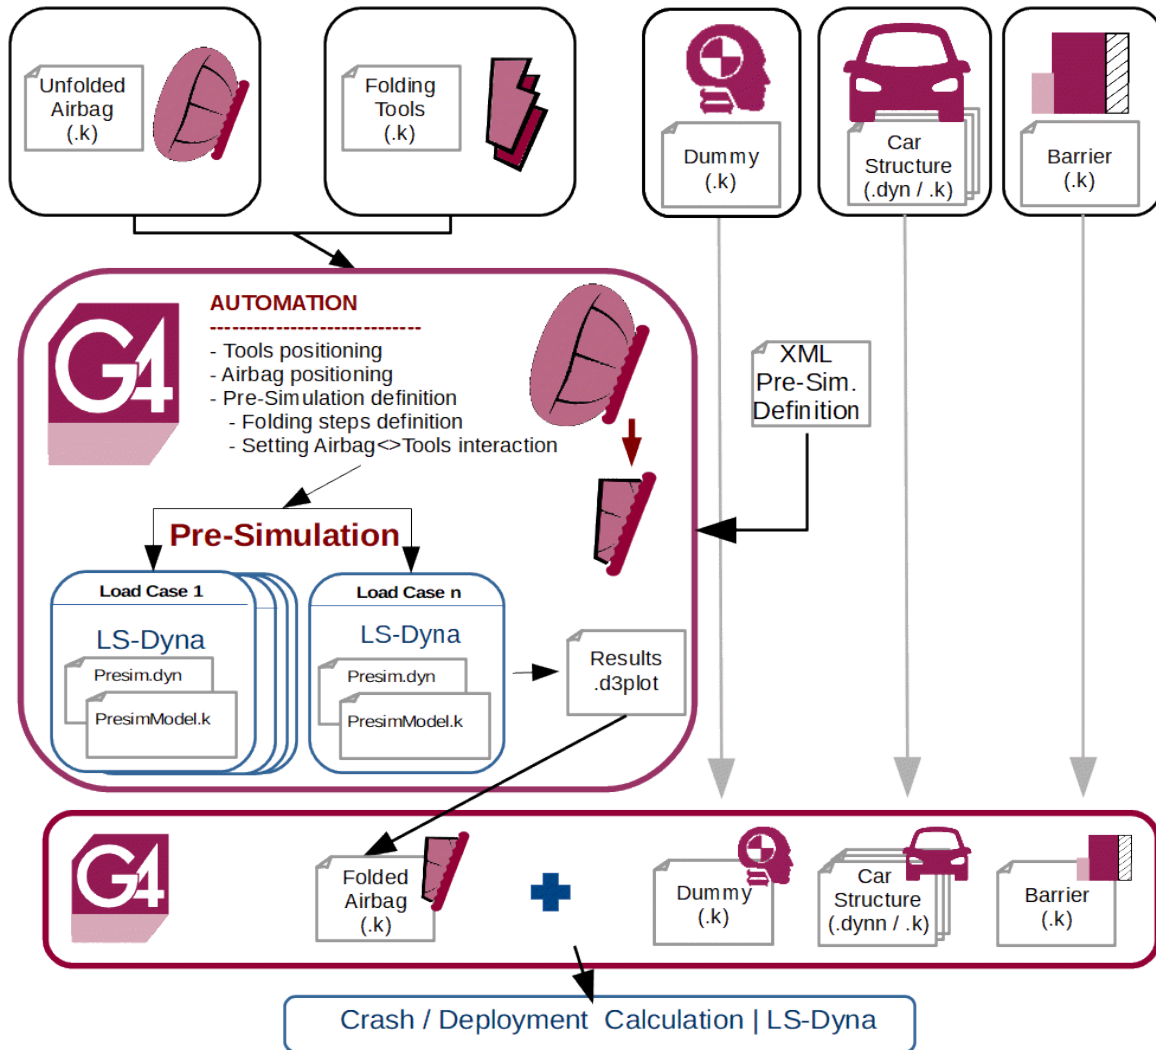 Unfolded
Airbag
(.k)
Folding
Tools
(.k)
Dummy
(.k)
Car
Structure
(.dyn / .k)
Barrier
(.k)
G4
AUTOMATION
----------------------------
- Tools positioning
- Airbag positioning
- Pre-Simulation definition
- Folding steps definition
- Setting Airbag<>Tools interaction
XML
Pre-Sim.
Definition
Pre-Simulation
Load Case 1
LS-Dyna
Presim.dyn
PresimModel.k
Load Case n
LS-Dyna
Presim.dyn
PresimModel.k
Results
.d3plot
G4
Folded
Airbag
(.k)
Dummy
(.k)
Car
Structure
(.dynn / .k)
Barrier
(.k)
Crash / Deployment Calculation | LS-Dyna